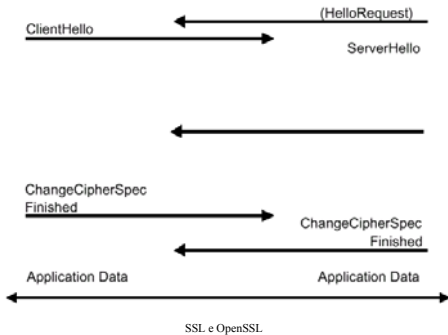 (HelloRequest)
ClientHello
ServerHello
ChangeCipherSpec
Finished
ChangeCipherSpec
Finished
Application Data Application Data
SSL e OpenSSL